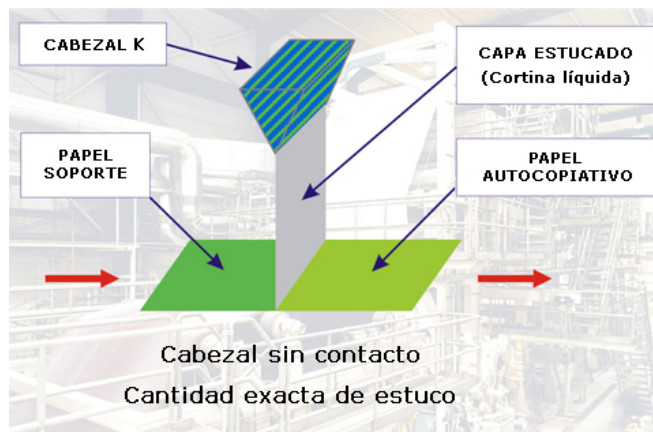 CABEZAL K
CAPA ESTUCADO
(Cortina líquida)
PAPEL
SOPORTE
PAPEL
AUTOCOPIATIVO
Cabezal sin contacto
Cantidad exacta de estuco